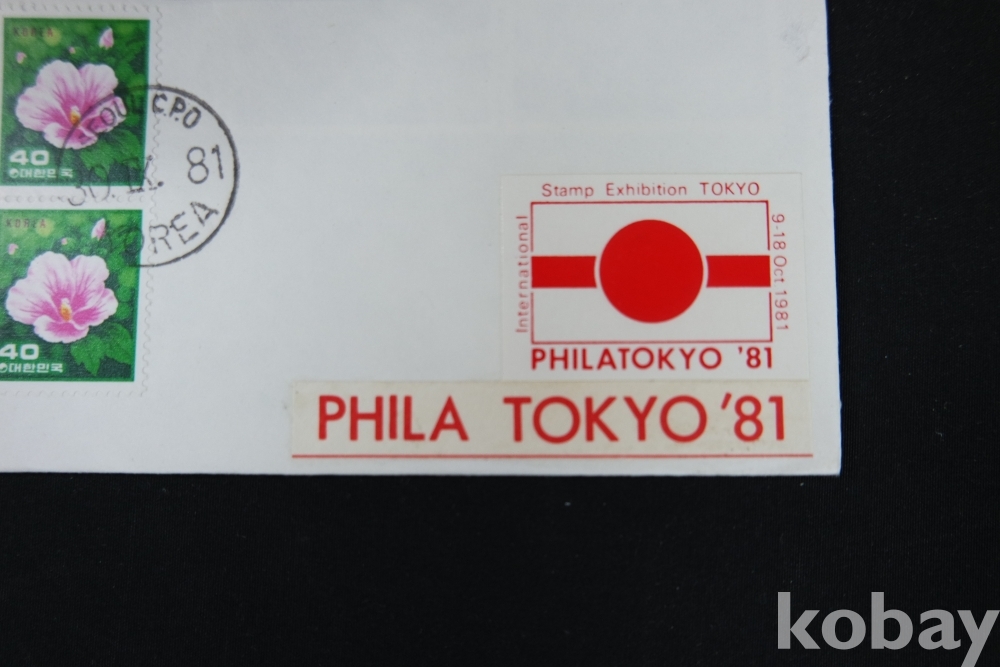 KOREA
40
대한민국
SEOUL C.P.O
30. IX. 81
KOREA
KOREA
40
대한민국
Stamp Exhibition TOKYO
International
9-18 Oct 1981
PHILATOKYO '81
PHILA TOKYO '81
kobay